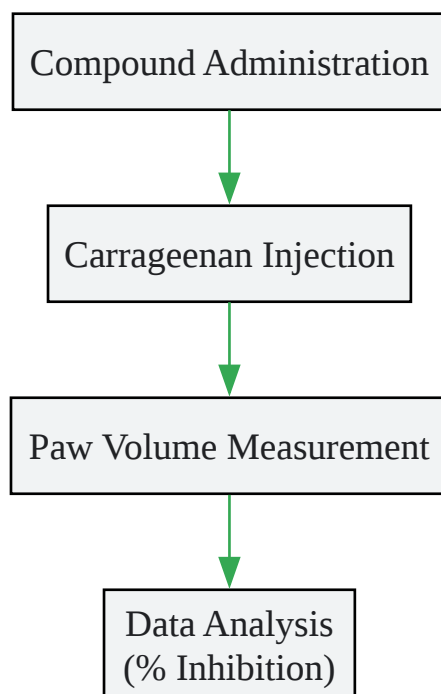 Compound Administration
Carrageenan Injection
Paw Volume Measurement
Data Analysis
(% Inhibition)